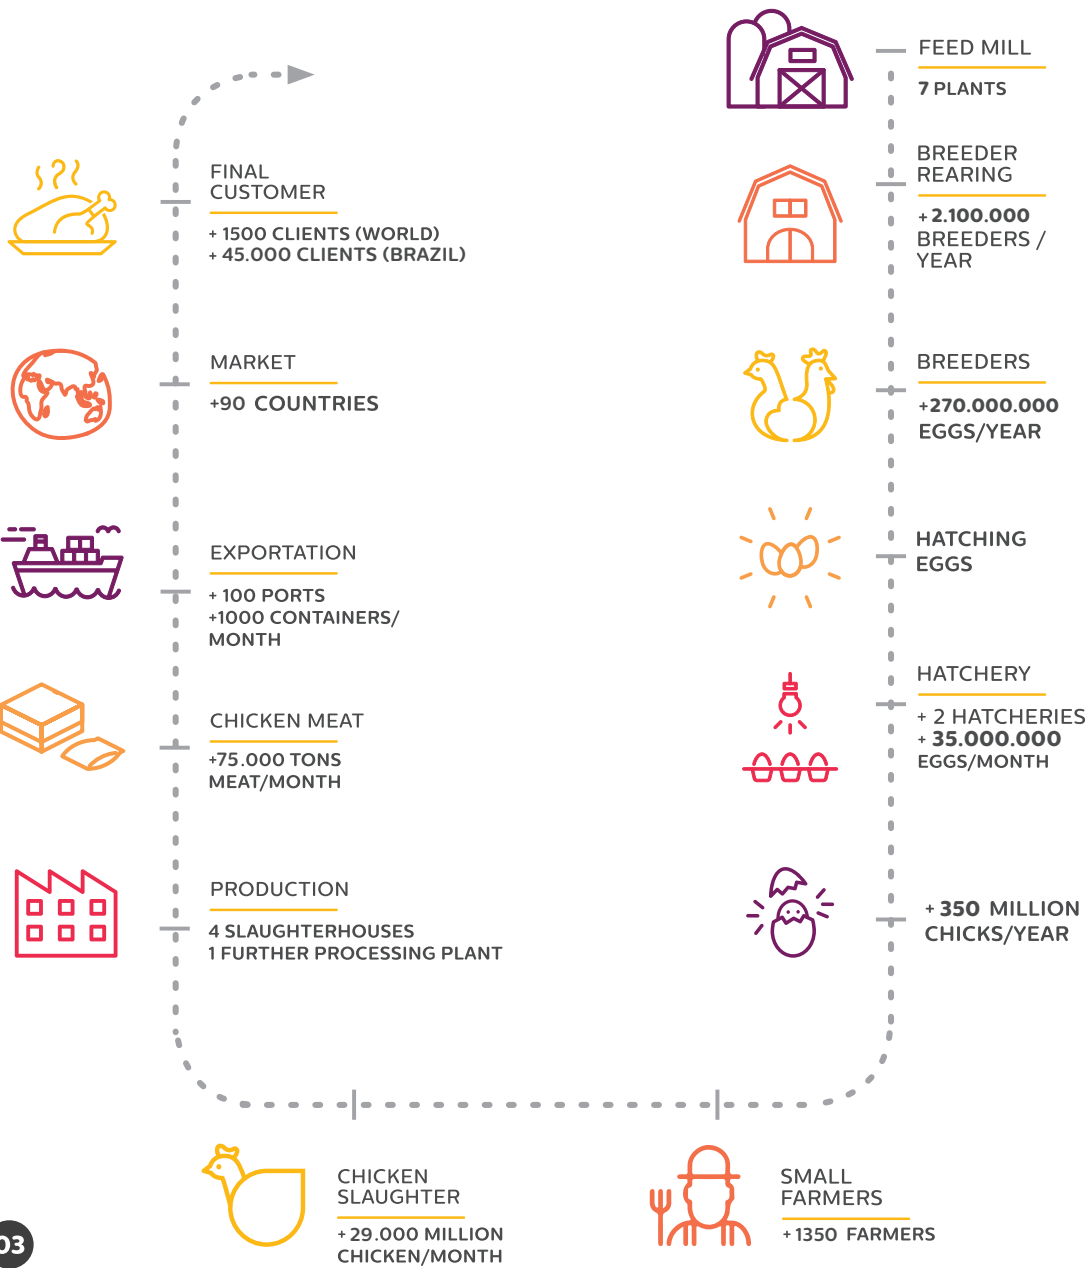 FEED MILL
7 PLANTS
BREEDER
REARING
+ 2.100.000
BREEDERS /
YEAR
BREEDERS
+270.000.000
EGGS/YEAR
HATCHING
EGGS
HATCHERY
+ 2 HATCHERIES
+ 35.000.000
EGGS/MONTH
+ 350 MILLION
CHICKS/YEAR
SMALL
FARMERS
+1350 FARMERS
CHICKEN
SLAUGHTER
+29.000 MILLION
CHICKEN/MONTH
PRODUCTION
4 SLAUGHTERHOUSES
1 FURTHER PROCESSING PLANT
CHICKEN MEAT
+75.000 TONS
MEAT/MONTH
EXPORTATION
+ 100 PORTS
+1000 CONTAINERS/
MONTH
MARKET
+90 COUNTRIES
FINAL
CUSTOMER
+ 1500 CLIENTS (WORLD)
+ 45.000 CLIENTS (BRAZIL)
03